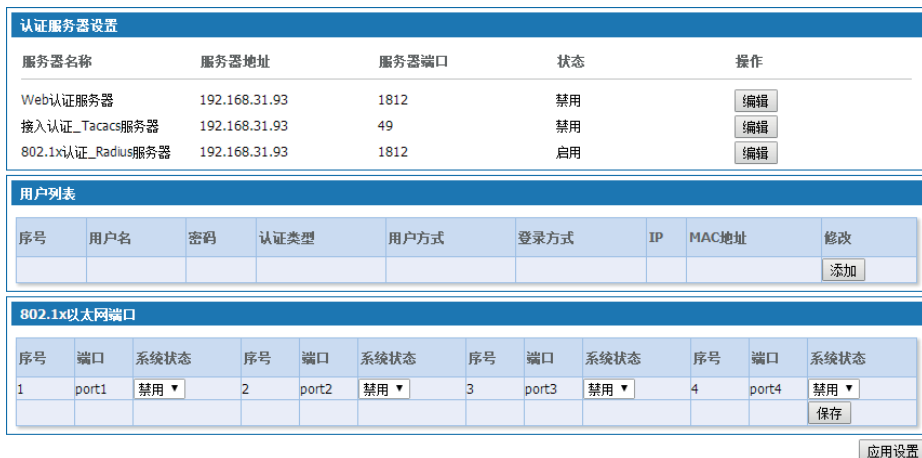 认证服务器设置
服务器名称 服务器地址 服务器端口 状态 操作
Web认证服务器 192.168.31.93 1812 禁用 编辑
接入认证_Tacacs服务器 192.168.31.93 49 禁用 编辑
802.1x认证_Radius服务器 192.168.31.93 1812 启用 编辑
用户列表
序号 用户名 密码 认证类型 用户方式 登录方式 IP MAC地址 修改
添加
802.1x以太网端口
序号 端口 系统状态 序号 端口 系统状态 序号 端口 系统状态 序号 端口 系统状态
1 port1 禁用 2 port2 禁用 3 port3 禁用 4 port4 禁用
保存
应用设置